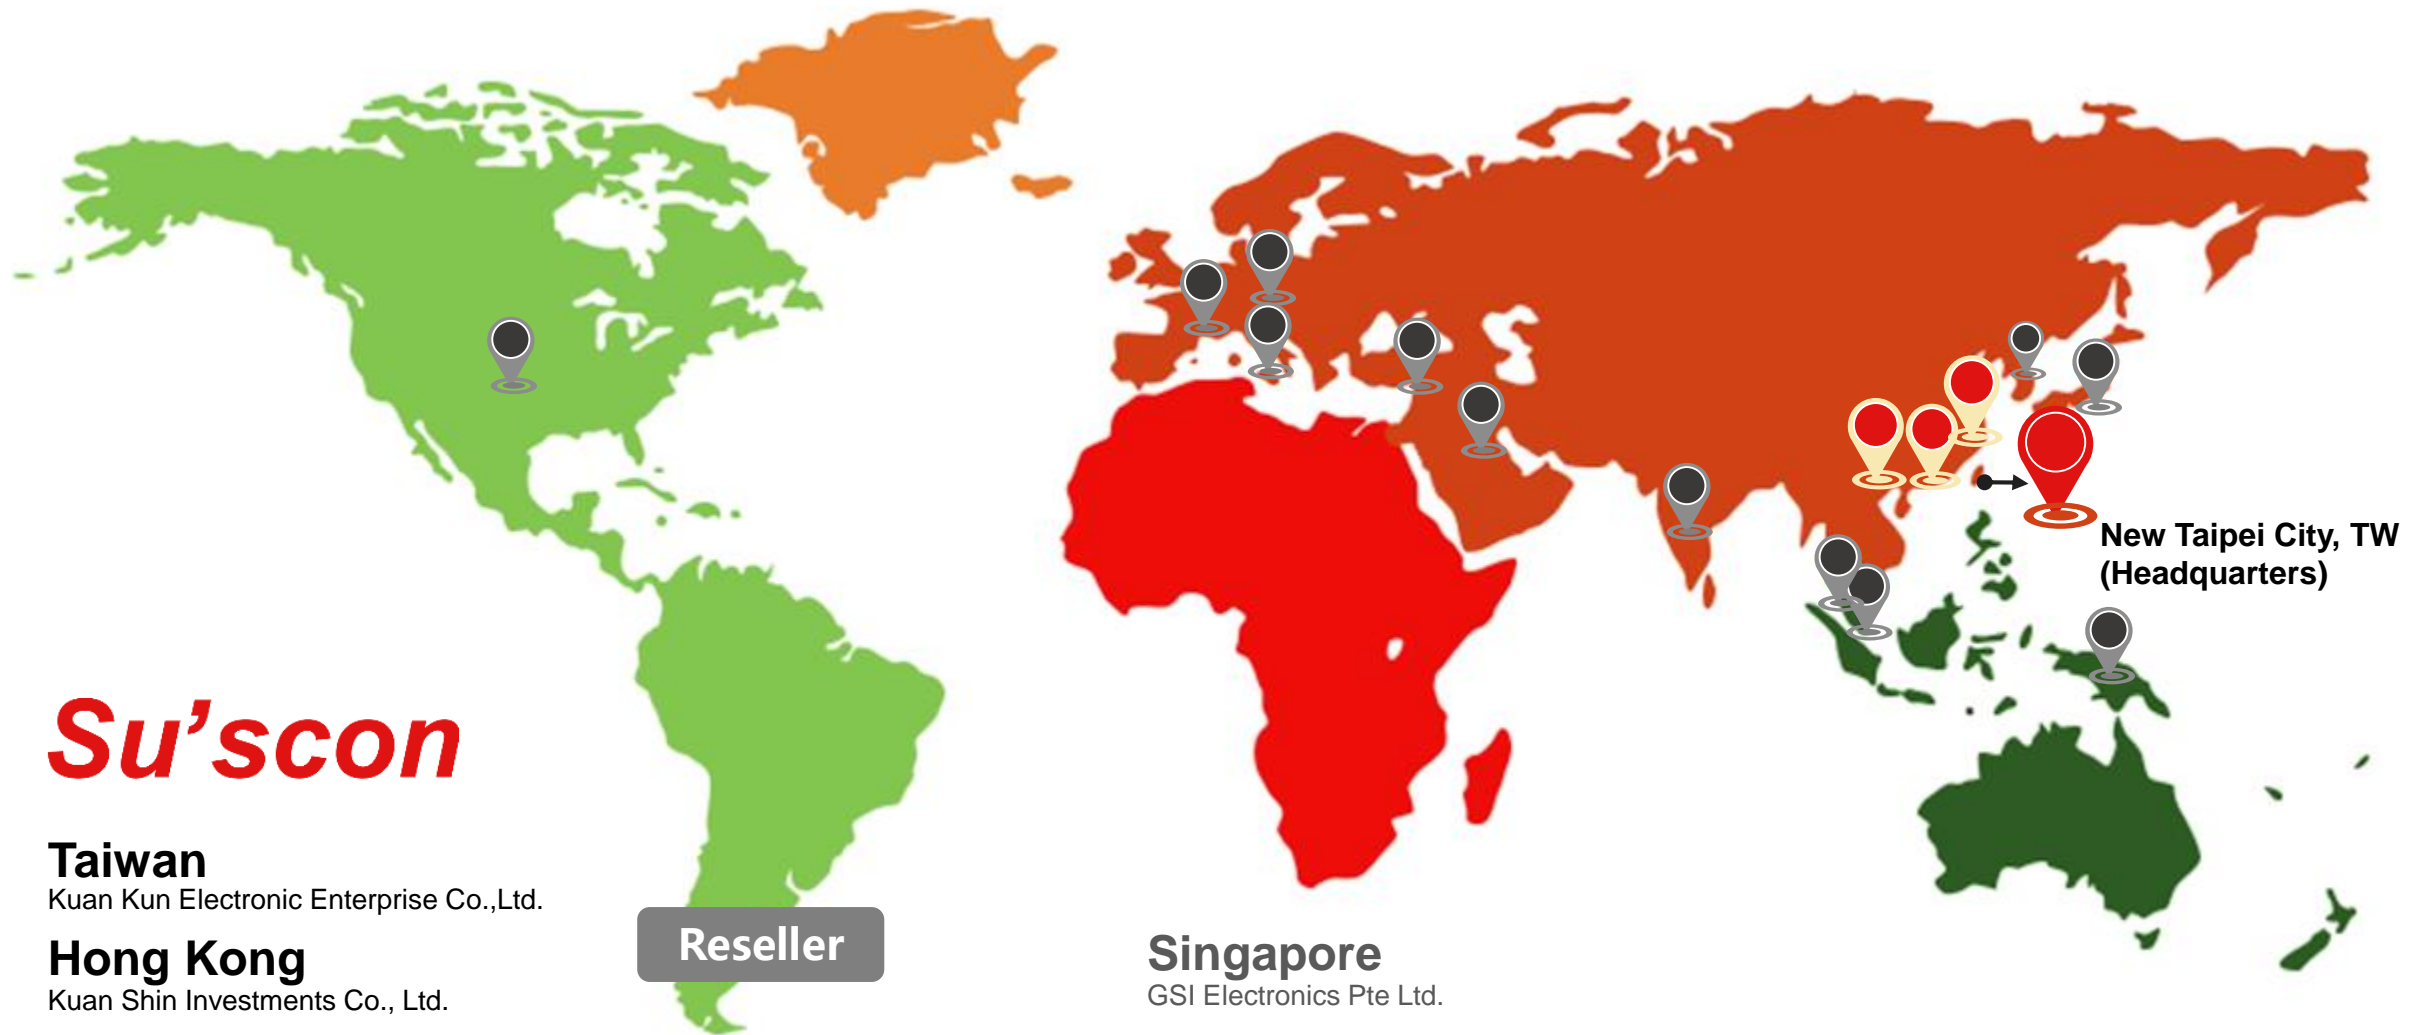 New Taipei City, TW
(Headquarters)
Su’scon
Taiwan
Kuan Kun Electronic Enterprise Co.,Ltd.
Hong Kong
Kuan Shin Investments Co., Ltd.
Reseller
Singapore
GSI Electronics Pte Ltd.